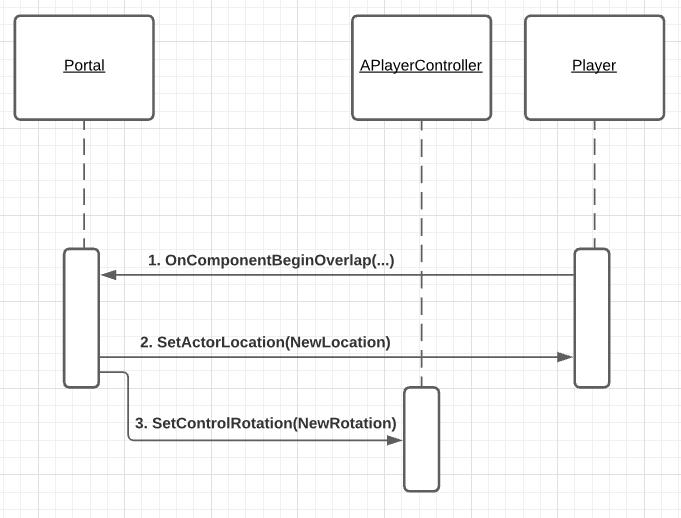 Portal
APlayerController
Player
1. OnComponentBeginOverlap(...)
2. SetActorLocation(NewLocation)
3. SetControlRotation(NewRotation)